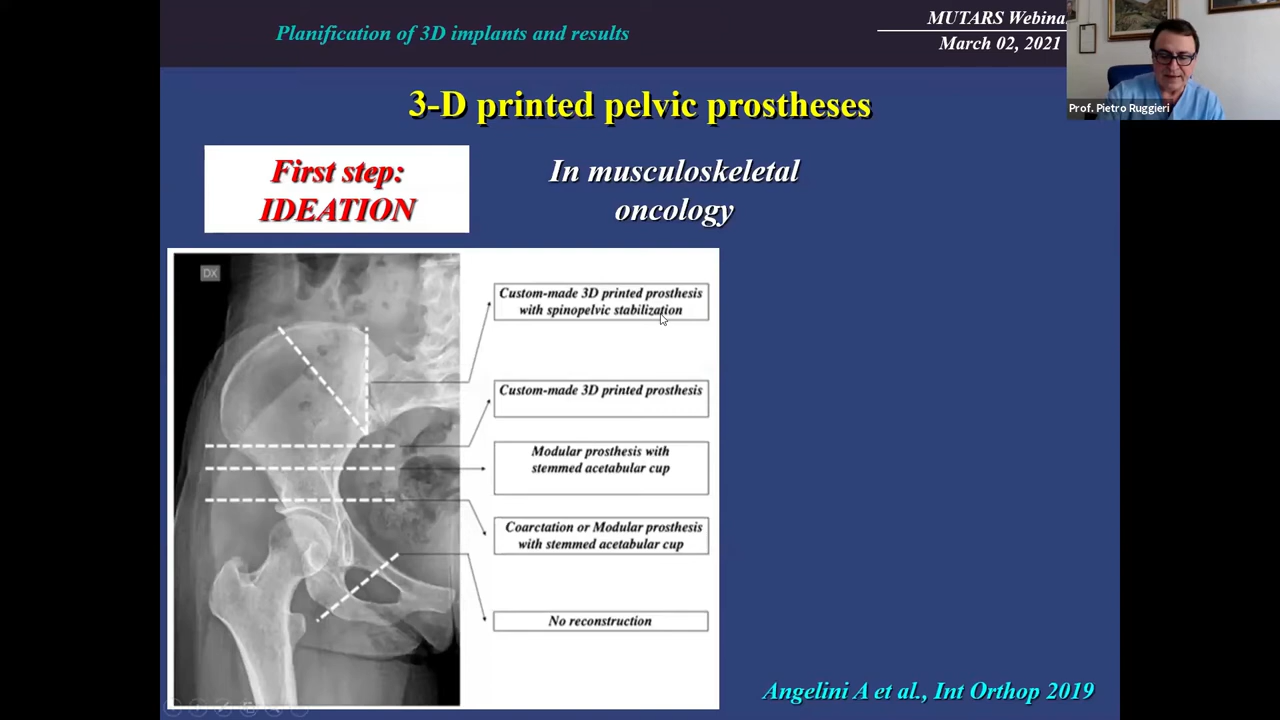 Planification of 3D implants and results
MUTARS Webina
March 02, 2021
Prof. Pietro Ruggieri
3-D printed pelvic prostheses
First step:
IDEATION
In musculoskeletal
oncology
DX
Custom-made 3D printed prosthesis
with spinopelvic stabilization
Custom-made 3D printed prosthesis
Modular prosthesis with
stemmed acetabular cup
Coarctation or Modular prosthesis
with stemmed acetabular cup
No reconstruction
Angelini A et al., Int Orthop 2019